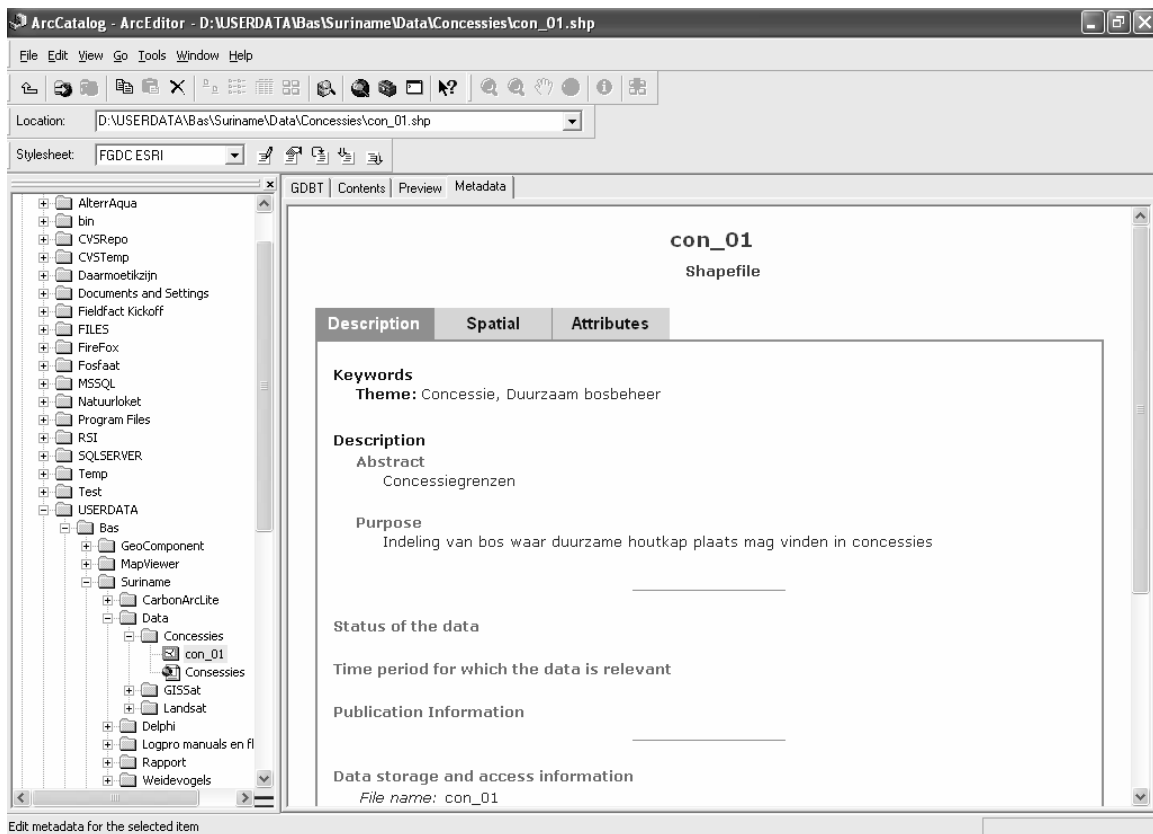 ArcCatalog - ArcEditor - D:\USERDATA\Bas\Suriname\Data\Concessies\con_01.shp
File Edit View Go Tools Window Help
Location: D:\USERDATA\Bas\Suriname\Data\Concessies\con_01.shp
Stylesheet: FGDC ESRI
GDBT Contents Preview Metadata
AlterrAqua
bin
CVSRepo
CVSTemp
Daarmoetikzijn
Documents and Settings
Fieldfact Kickoff
FILES
FireFox
Fosfaat
MSSQL
Natuurloket
Program Files
RSI
SQLSERVER
Temp
Test
USERDATA
Bas
GeoComponent
MapViewer
Suriname
CarbonArcLite
Data
Concessies
con_01
Consessies
GISSat
Landsat
Delphi
Logpro manuals en fl
Rapport
Weidevogels
con_01
Shapefile
Description Spatial Attributes
Keywords
Theme: Concessie, Duurzaam bosbeheer
Description
Abstract
Concessiegrenzen
Purpose
Indeling van bos waar duurzame houtkap plaats mag vinden in concessies
Status of the data
Time period for which the data is relevant
Publication Information
Data storage and access information
File name: con_01
Edit metadata for the selected item